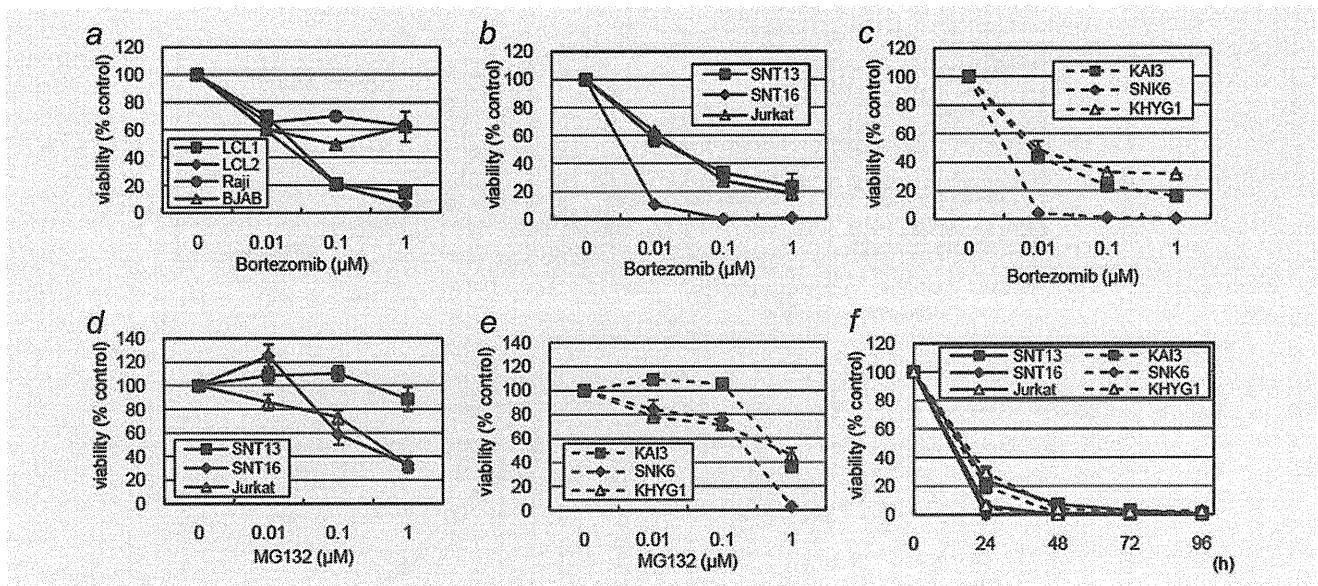 a
viability (% control)
120
100
80
60
40
20
0
LCL1
LCL2
Raji
BJAB
0 0.01 0.1 1
Bortezomib (µM)
b
viability (% control)
120
100
80
60
40
20
0
SNT13
SNT16
Jurkat
0 0.01 0.1 1
Bortezomib (µM)
c
viability (% control)
120
100
80
60
40
20
0
KAI3
SNK6
KHYG1
0 0.01 0.1 1
Bortezomib (µM)
d
viability (% control)
140
120
100
80
60
40
20
0
SNT13
SNT16
Jurkat
0 0.01 0.1 1
MG132 (µM)
e
viability (% control)
140
120
100
80
60
40
20
0
KAI3
SNK6
KHYG1
0 0.01 0.1 1
MG132 (µM)
f
viability (% control)
120
100
80
60
40
20
0
SNT13 KAI3
SNT16 SNK6
Jurkat KHYG1
0 24 48 72 96
(h)